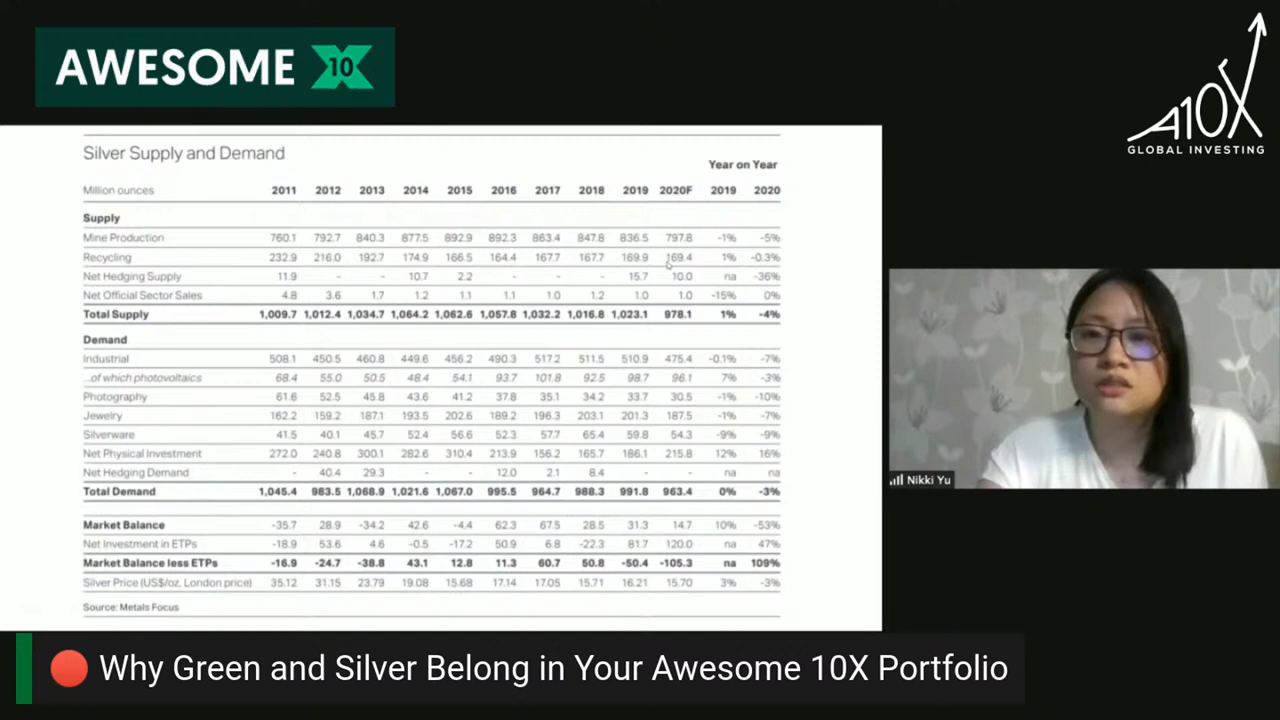 AWESOME 10X
A10X
GLOBAL INVESTING
Silver Supply and Demand
Year on Year
Million ounces 2011 2012 2013 2014 2015 2016 2017 2018 2019 2020F 2019 2020
Supply
Mine Production 760.1 792.7 840.3 877.5 892.9 892.3 863.4 847.8 836.5 797.8 -1% -5%
Recycling 232.9 216.0 192.7 174.9 166.5 164.4 167.7 167.7 169.9 169.4 1% -0.3%
Net Hedging Supply 11.9 - - 10.7 2.2 - - - 15.7 10.0 na -36%
Net Official Sector Sales 4.8 3.6 1.7 1.2 1.1 1.1 1.0 1.2 1.0 1.0 -15% 0%
Total Supply 1,009.7 1,012.4 1,034.7 1,064.2 1,062.6 1,057.8 1,032.2 1,016.8 1,023.1 978.1 1% -4%
Demand
Industrial 508.1 450.5 460.8 449.6 456.2 490.3 517.2 511.5 510.9 475.4 -0.1% -7%
...of which photovoltaics 68.4 55.0 50.5 48.4 54.1 93.7 101.8 92.5 98.7 96.1 7% -3%
Photography 61.6 52.5 45.8 43.6 41.2 37.8 35.1 34.2 33.7 30.5 -1% -10%
Jewelry 162.2 159.2 187.1 193.5 202.6 189.2 196.3 203.1 201.3 187.5 -1% -7%
Silverware 41.5 40.1 45.7 52.4 56.6 52.3 57.7 65.4 59.8 54.3 -9% -9%
Net Physical Investment 272.0 240.8 300.1 282.6 310.4 213.9 156.2 165.7 186.1 215.8 12% 16%
Net Hedging Demand - 40.4 29.3 - - 12.0 2.1 8.4 - - na na
Total Demand 1,045.4 983.5 1,068.9 1,021.6 1,067.0 995.5 964.7 988.3 991.8 963.4 0% -3%
Market Balance -35.7 28.9 -34.2 42.6 -4.4 62.3 67.5 28.5 31.3 14.7 10% -53%
Net Investment in ETPs -18.9 53.6 4.6 -0.5 -17.2 50.9 6.8 -22.3 81.7 120.0 na 47%
Market Balance less ETPs -16.9 -24.7 -38.8 43.1 12.8 11.3 60.7 50.8 -50.4 -105.3 na 109%
Silver Price (US$/oz, London price) 35.12 31.15 23.79 19.08 15.68 17.14 17.05 15.71 16.21 15.70 3% -3%
Source: Metals Focus
Nikki Yu
Why Green and Silver Belong in Your Awesome 10X Portfolio